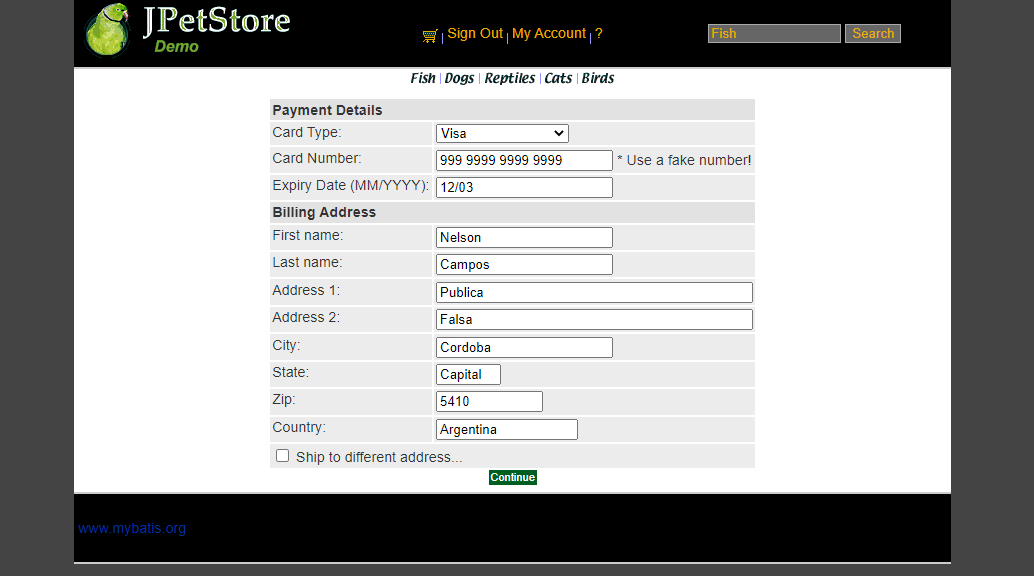 JPetStore
Demo
Sign Out | My Account | ?
Fish
Search
Fish | Dogs | Reptiles | Cats | Birds
Payment Details
Card Type: Visa
Card Number: 999 9999 9999 9999 * Use a fake number!
Expiry Date (MM/YYYY): 12/03
Billing Address
First name: Nelson
Last name: Campos
Address 1: Publica
Address 2: Falsa
City: Cordoba
State: Capital
Zip: 5410
Country: Argentina
Ship to different address...
Continue
www.mybatis.org